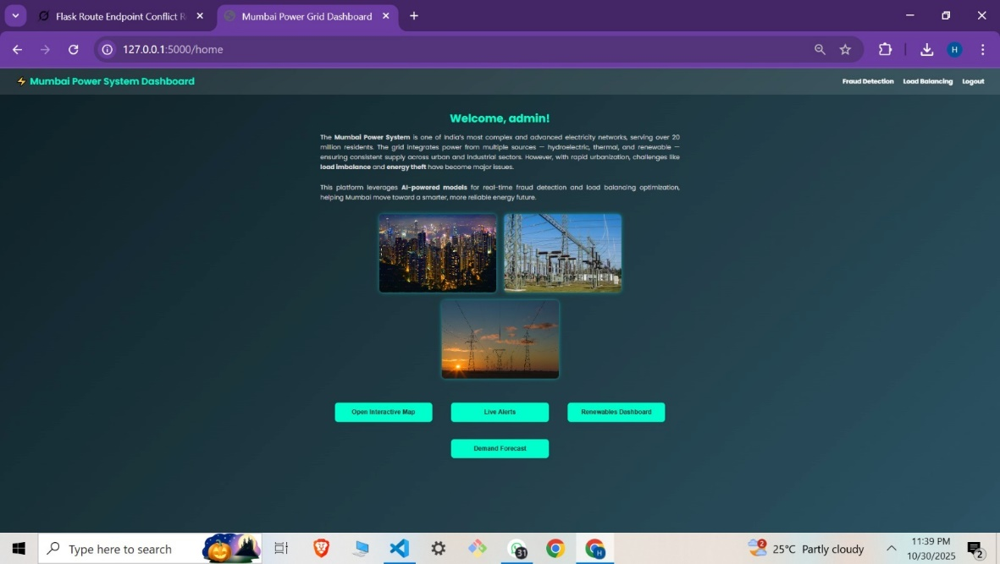 Flask Route Endpoint Conflict R
Mumbai Power Grid Dashboard
127.0.0.1:5000/home
H
⚡ Mumbai Power System Dashboard
Fraud Detection Load Balancing Logout
Welcome, admin!
The Mumbai Power System is one of India's most complex and advanced electricity networks, serving over 20
million residents. The grid integrates power from multiple sources — hydroelectric, thermal, and renewable —
ensuring consistent supply across urban and industrial sectors. However, with rapid urbanization, challenges like
load imbalance and energy theft have become major issues.
This platform leverages AI-powered models for real-time fraud detection and load balancing optimization,
helping Mumbai move toward a smarter, more reliable energy future.
Open Interactive Map
Live Alerts
Renewables Dashboard
Demand Forecast
Type here to search
31
H
2
25°C Partly cloudy
11:39 PM
10/30/2025
2